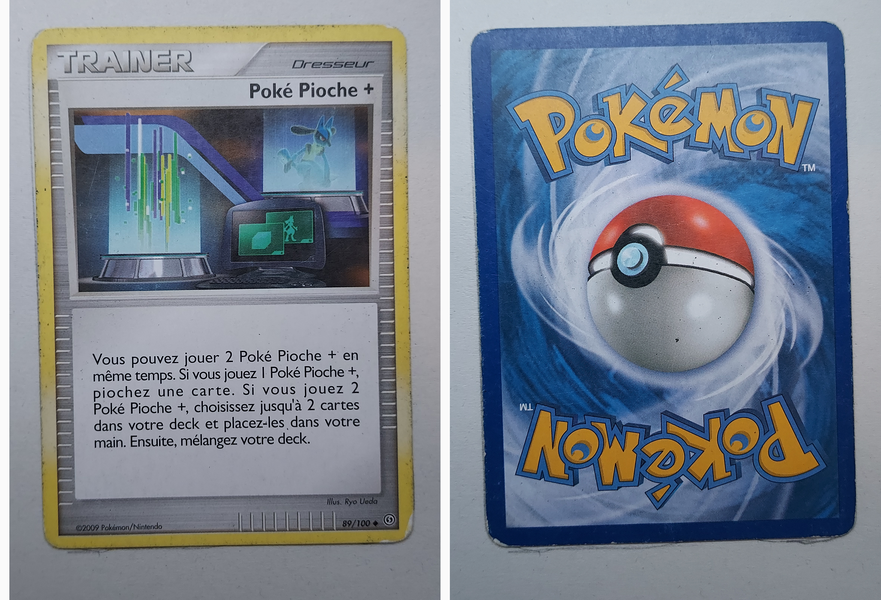 TRAINER
Dresseur
Poké Pioche +
Vous pouvez jouer 2 Poké Pioche + en
même temps. Si vous jouez 1 Poké Pioche +,
piochez une carte. Si vous jouez 2
Poké Pioche +, choisissez jusqu'à 2 cartes
dans votre deck et placez-les dans votre
main. Ensuite, mélangez votre deck.
Illus. Ryo Ueda
©2009 Pokémon/Nintendo
89/100 ◆
POKéMON
TM
TM
POKéMON